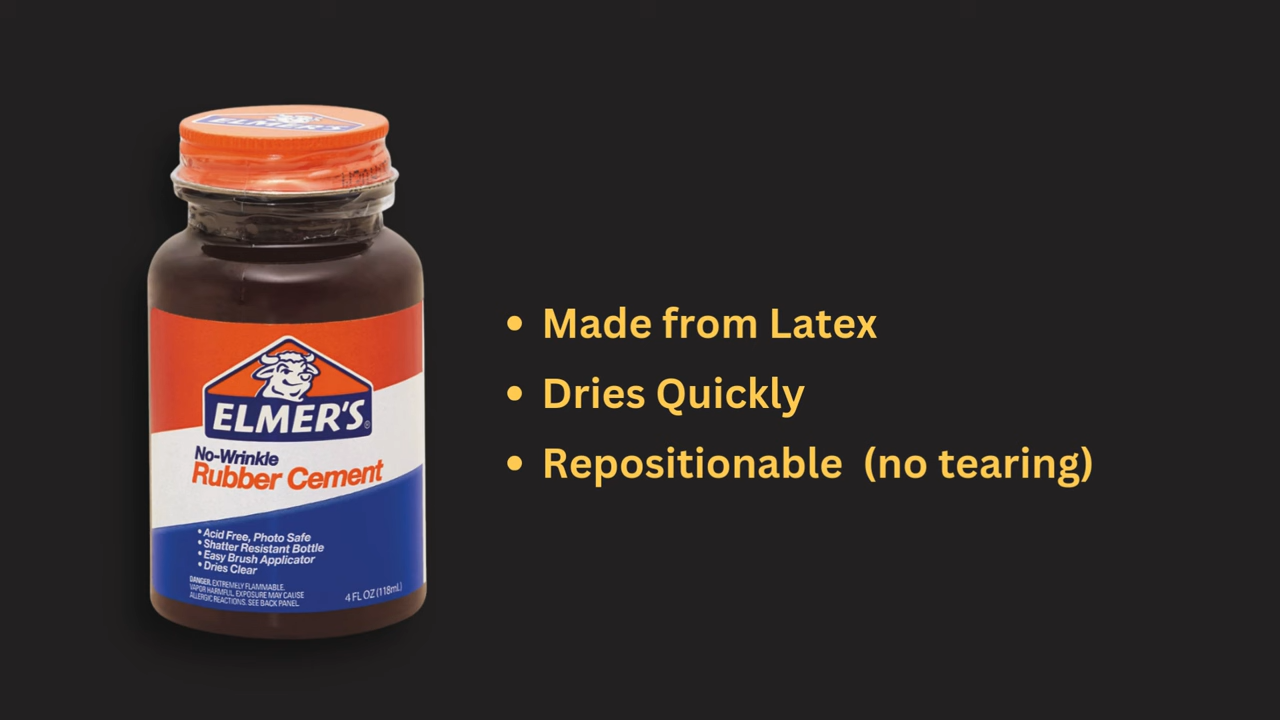 ELMER'S
ELMER'S®
No-Wrinkle
Rubber Cement
• Acid Free, Photo Safe
• Shatter Resistant Bottle
• Easy Brush Applicator
• Dries Clear
DANGER. EXTREMELY FLAMMABLE.
VAPOR HARMFUL. EXPOSURE MAY CAUSE
ALLERGIC REACTIONS. SEE BACK PANEL.
4 FL OZ (118mL)
• Made from Latex
• Dries Quickly
• Repositionable (no tearing)